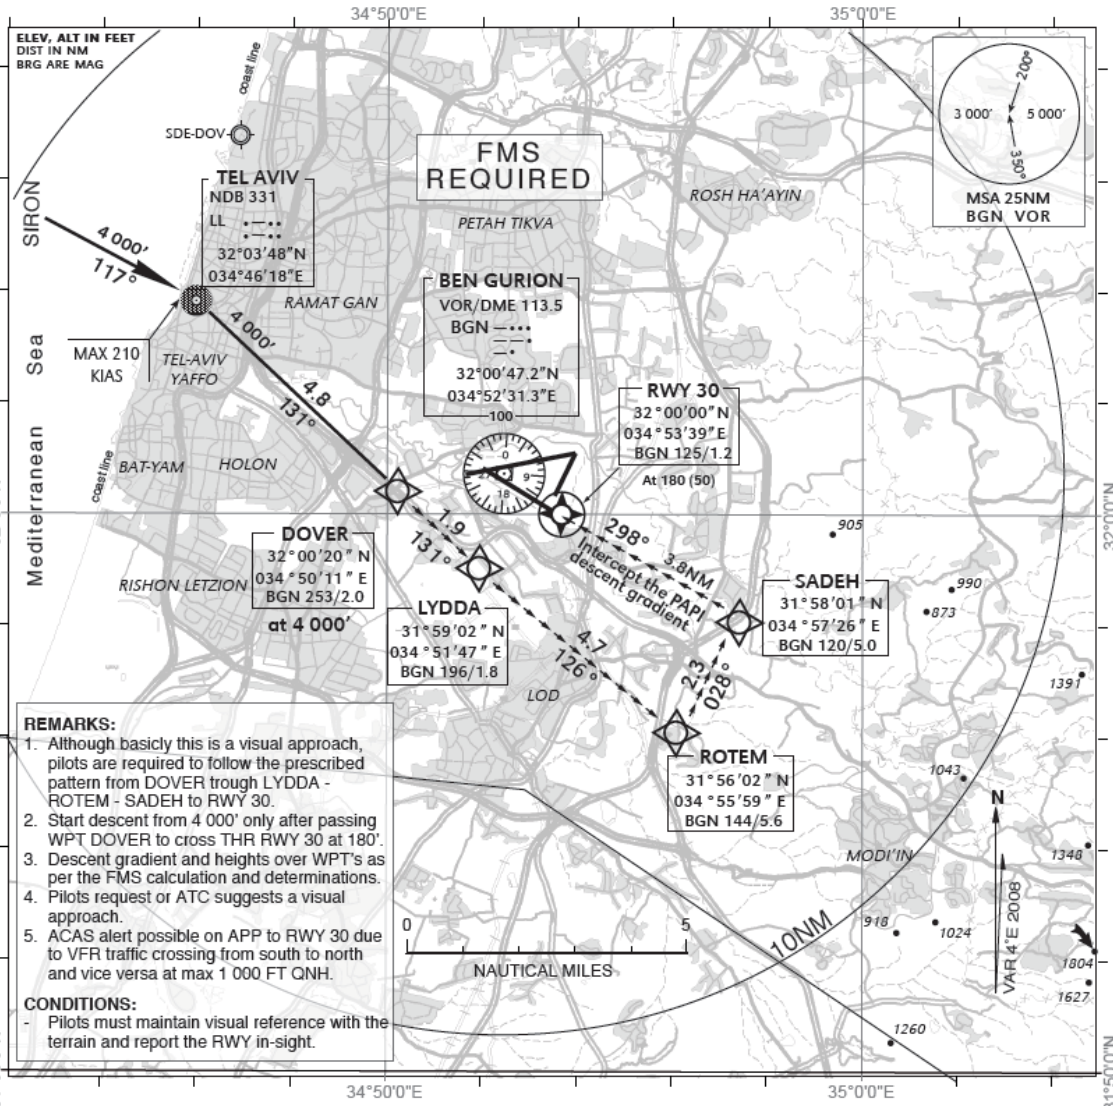 34°50'0"E
35°0'0"E
ELEV, ALT IN FEET
DIST IN NM
BRG ARE MAG
coast line
SDE-DOV
FMS
REQUIRED
200°
3 000' 5 000'
350°
MSA 25NM
BGN VOR
ROSH HA'AYIN
PETAH TIKVA
SIRON
4 000'
117°
TEL AVIV
NDB 331
LL
32°03'48"N
034°46'18"E
RAMAT GAN
BEN GURION
VOR/DME 113.5
BGN
32°00'47.2"N
034°52'31.3"E
100
MAX 210
KIAS
TEL-AVIV
YAFFO
4 000'
4.8
131°
RWY 30
32°00'00"N
034°53'39"E
BGN 125/1.2
At 180 (50)
Mediterranean Sea
coast line
BAT-YAM
HOLON
0
9
18
32°0'0"N
905
DOVER
32°00'20" N
034°50'11" E
BGN 253/2.0
at 4 000'
1.9
131°
298°
3.8NM
Intercept the PAPI
descent gradient
RISHON LETZION
LYDDA
31°59'02" N
034°51'47" E
BGN 196/1.8
SADEH
31°58'01" N
034°57'26" E
BGN 120/5.0
990
873
4.7
126°
2.3
028°
LOD
1391
ROTEM
31°56'02" N
034°55'59" E
BGN 144/5.6
REMARKS:
1. Although basicly this is a visual approach,
pilots are required to follow the prescribed
pattern from DOVER trough LYDDA -
ROTEM - SADEH to RWY 30.
2. Start descent from 4 000' only after passing
WPT DOVER to cross THR RWY 30 at 180'.
3. Descent gradient and heights over WPT's as
per the FMS calculation and determinations.
4. Pilots request or ATC suggests a visual
approach.
5. ACAS alert possible on APP to RWY 30 due
to VFR traffic crossing from south to north
and vice versa at max 1 000 FT QNH.
CONDITIONS:
- Pilots must maintain visual reference with the
terrain and report the RWY in-sight.
1043
N
VAR 4°E 2008
MODI'IN
1348
918
1024
1804
1627
10NM
0 5
NAUTICAL MILES
1260
34°50'0"E
35°0'0"E